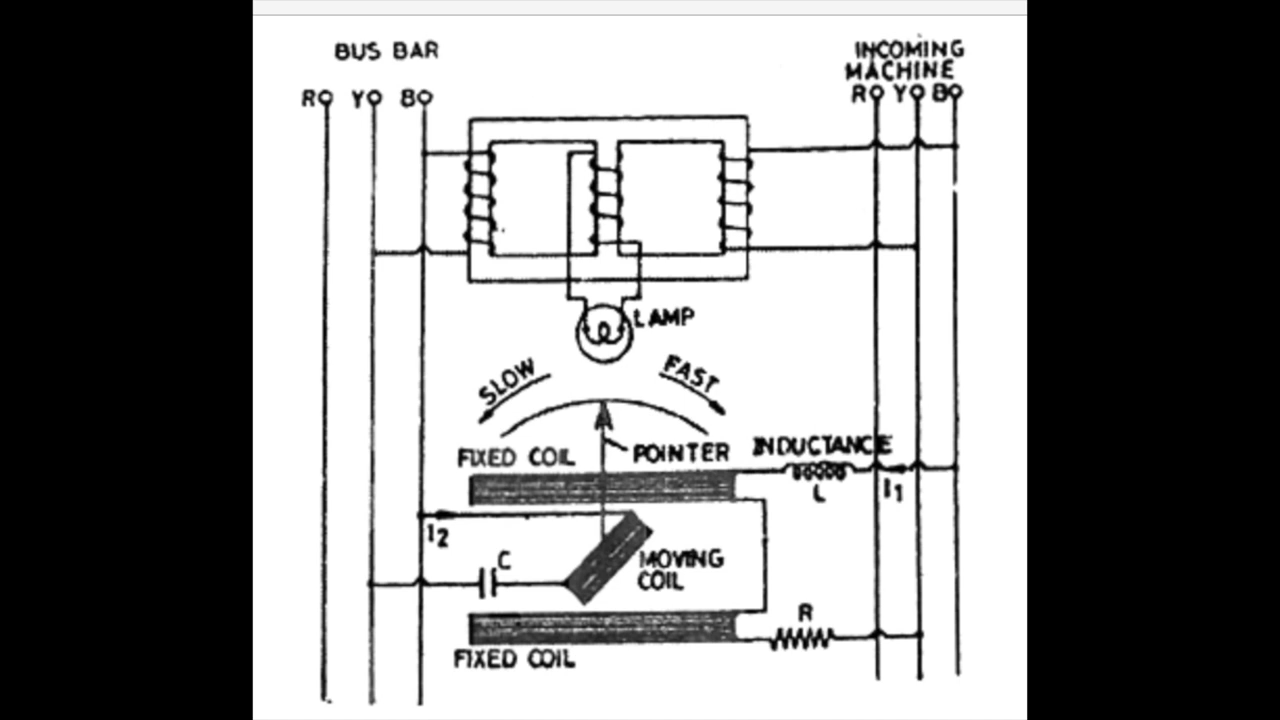 BUS BAR
INCOMING
MACHINE
R Y B
R Y B
LAMP
SLOW
FAST
POINTER
INDUCTANCE
FIXED COIL
L
I1
I2
C
MOVING
COIL
R
FIXED COIL